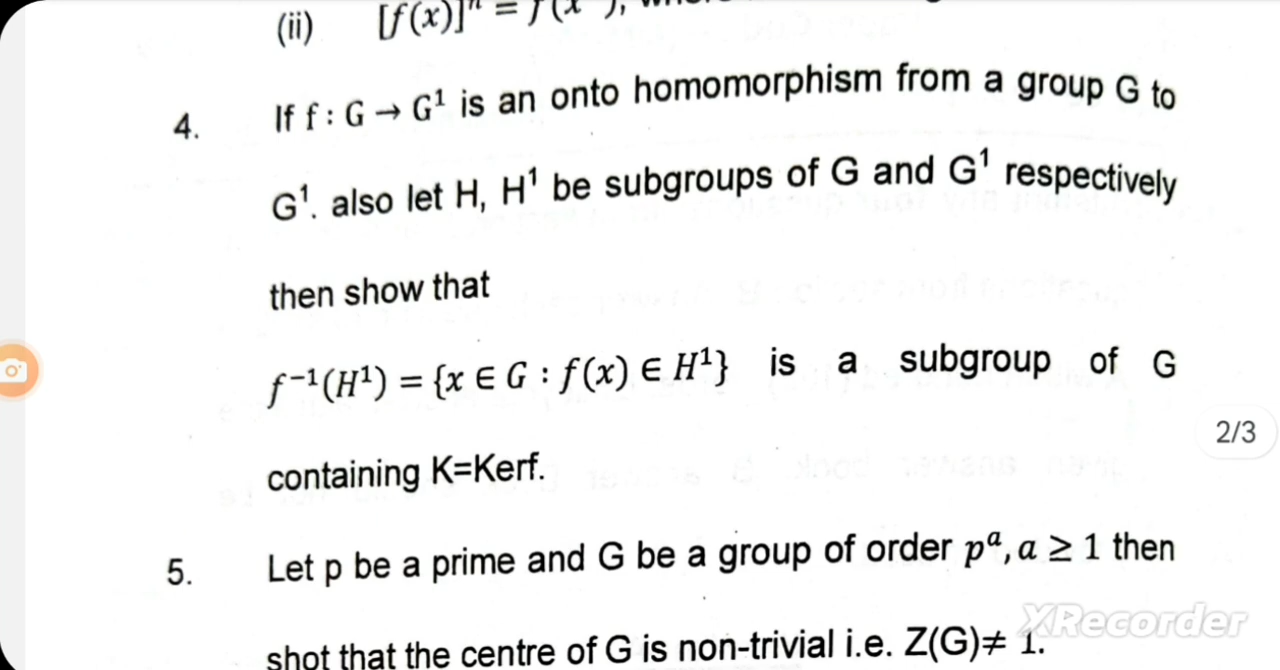 (ii) [f(x)]ⁿ = f(x
4. If f : G → G¹ is an onto homomorphism from a group G to
G¹. also let H, H¹ be subgroups of G and G¹ respectively
then show that
f⁻¹(H¹) = {x ∈ G : f(x) ∈ H¹} is a subgroup of G
containing K=Kerf.
2/3
5. Let p be a prime and G be a group of order pᵃ, a ≥ 1 then
shot that the centre of G is non-trivial i.e. Z(G)≠ 1.
XRecorder